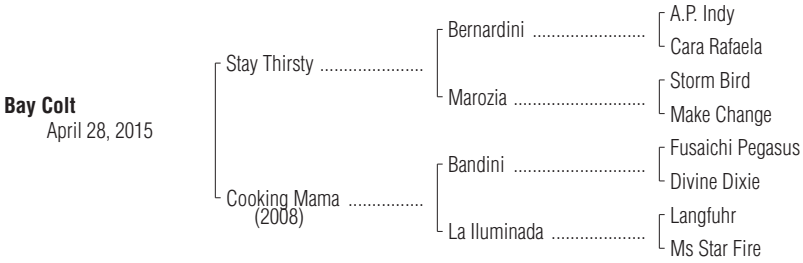 A.P. Indy
Bernardini ........................
Cara Rafaela
Stay Thirsty ......................
Storm Bird
Marozia ............................
Make Change
Bay Colt
April 28, 2015
Fusaichi Pegasus
Bandini ............................
Divine Dixie
Cooking Mama ................
(2008)
Langfuhr
La Iluminada ....................
Ms Star Fire